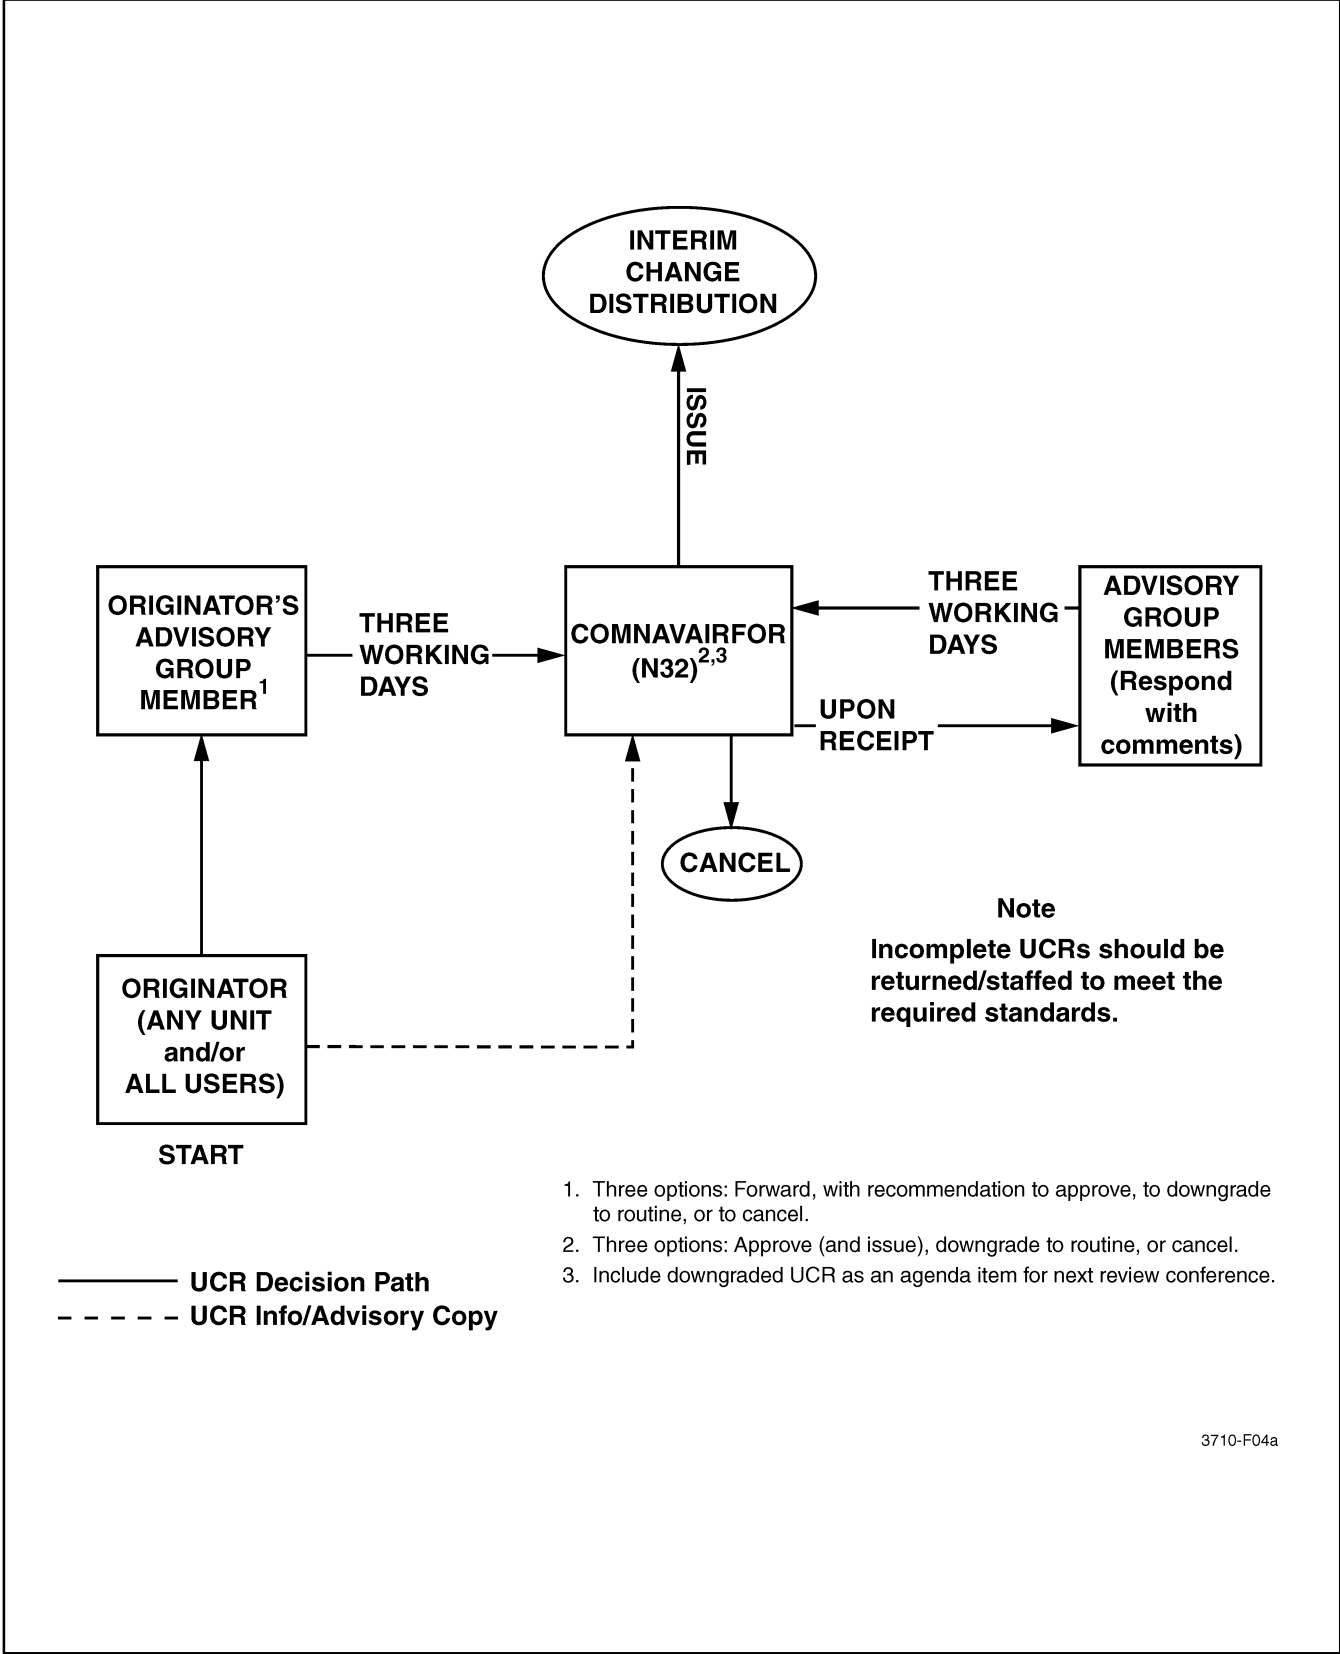 INTERIM
CHANGE
DISTRIBUTION
ISSUE
ORIGINATOR'S
ADVISORY
GROUP
MEMBER1
THREE
WORKING
DAYS
COMNAVAIRFOR
(N32)2,3
THREE
WORKING
DAYS
UPON
RECEIPT
ADVISORY
GROUP
MEMBERS
(Respond
with
comments)
CANCEL
ORIGINATOR
(ANY UNIT
and/or
ALL USERS)
START
Note
Incomplete UCRs should be
returned/staffed to meet the
required standards.
1. Three options: Forward, with recommendation to approve, to downgrade
to routine, or to cancel.
2. Three options: Approve (and issue), downgrade to routine, or cancel.
3. Include downgraded UCR as an agenda item for next review conference.
UCR Decision Path
UCR Info/Advisory Copy
3710-F04a